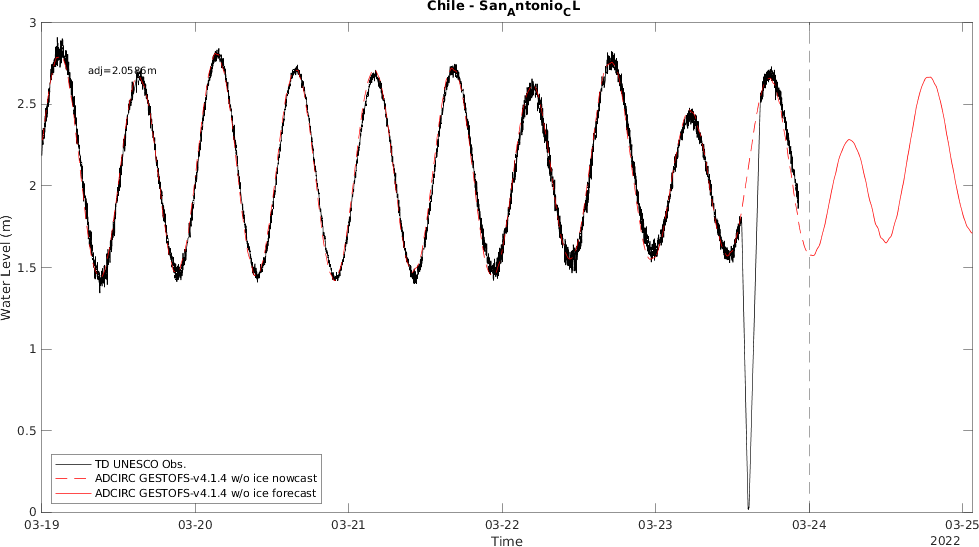 Chile - SanAntonioCL
3
adj=2.0586m
2.5
2
Water Level (m)
1.5
1
0.5
TD UNESCO Obs.
ADCIRC GESTOFS-v4.1.4 w/o ice nowcast
ADCIRC GESTOFS-v4.1.4 w/o ice forecast
0
03-19 03-20 03-21 03-22 03-23 03-24 03-25
Time
2022